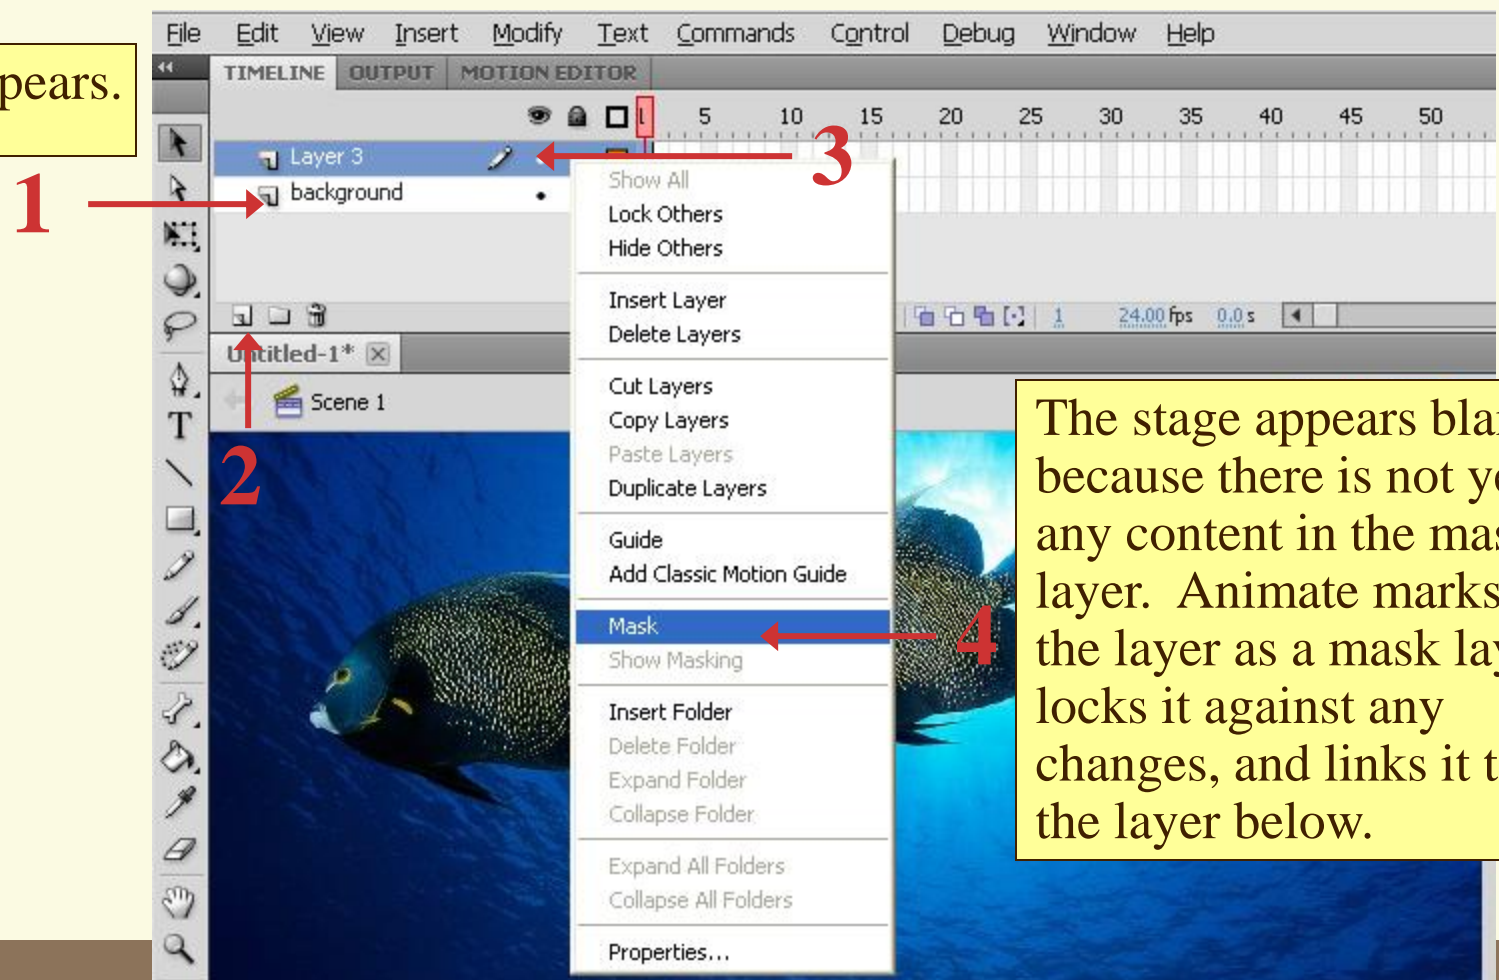 File Edit View Insert Modify Text Commands Control Debug Window Help
pears.
TIMELINE OUTPUT MOTION EDITOR
1 5 10 15 20 25 30 35 40 45 50
Layer 3
3
background
1
Show All
Lock Others
Hide Others
Insert Layer
Delete Layers
1 24.00 fps 0.0 s
Untitled-1*
Scene 1
2
Cut Layers
Copy Layers
Paste Layers
Duplicate Layers
Guide
Add Classic Motion Guide
Mask
4
Show Masking
Insert Folder
Delete Folder
Expand Folder
Collapse Folder
Expand All Folders
Collapse All Folders
Properties...
T
The stage appears
because there is not
any content in the
layer. Animate marks
the layer as a mask
locks it against any
changes, and links it
the layer below.